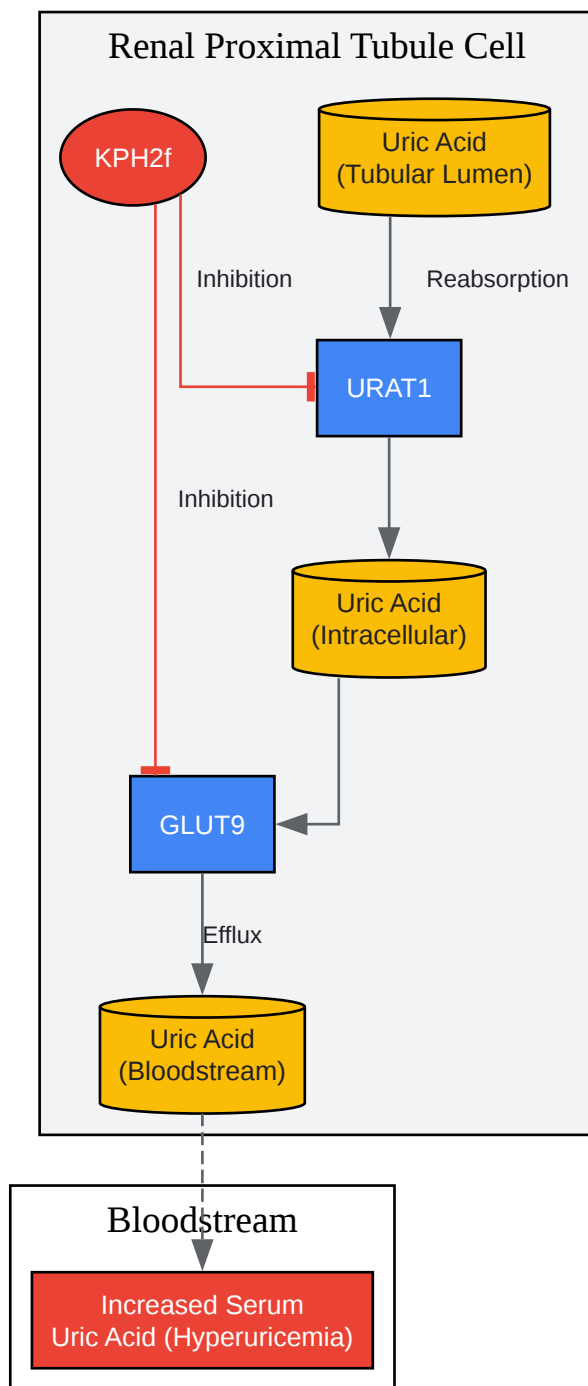 Renal Proximal Tubule Cell
KPH2f
Uric Acid
(Tubular Lumen)
Inhibition
Reabsorption
URAT1
Inhibition
Uric Acid
(Intracellular)
GLUT9
Efflux
Uric Acid
(Bloodstream)
Bloodstream
Increased Serum
Uric Acid (Hyperuricemia)